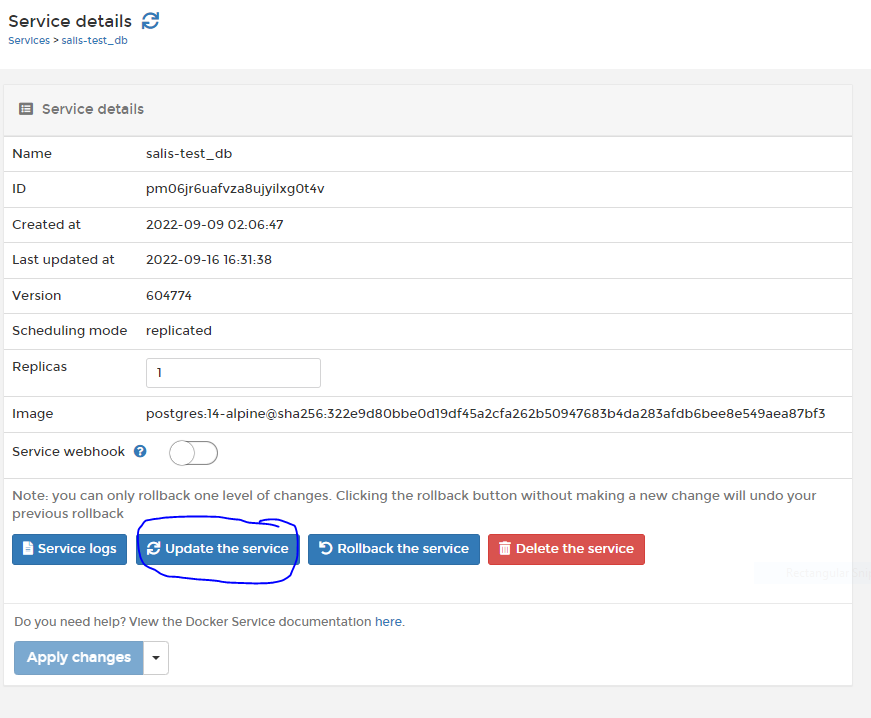 Service details
Services > salis-test_db
Service details
Name salis-test_db
ID pm06jr6uafvza8ujyilxg0t4v
Created at 2022-09-09 02:06:47
Last updated at 2022-09-16 16:31:38
Version 604774
Scheduling mode replicated
Replicas 1
Image postgres:14-alpine@sha256:322e9d80bbe0d19df45a2cfa262b50947683b4da283afdb6bee8e549aea87bf3
Service webhook ?
Note: you can only rollback one level of changes. Clicking the rollback button without making a new change will undo your
previous rollback
Service logs Update the service Rollback the service Delete the service
Rectangular Snip
Do you need help? View the Docker Service documentation here.
Apply changes